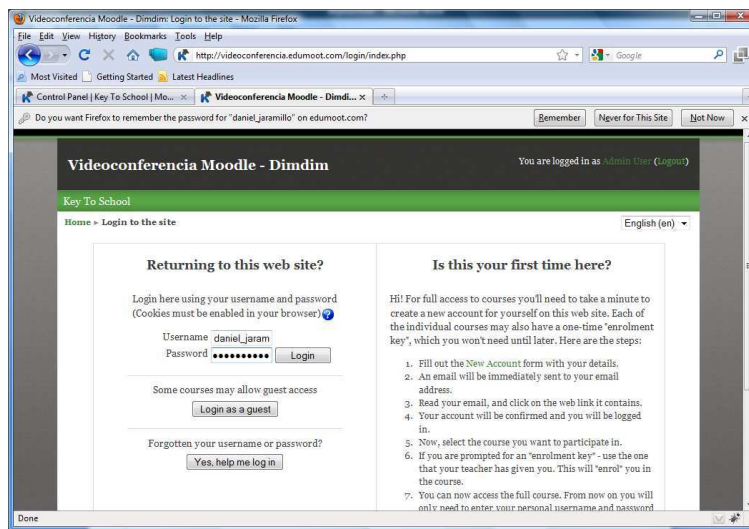 Videoconferencia Moodle - Dimdim: Login to the site - Mozilla Firefox
File Edit View History Bookmarks Tools Help
http://videoconferencia.edumoot.com/login/index.php
Google
Most Visited Getting Started Latest Headlines
Control Panel | Key To School | Mo...
Videoconferencia Moodle - Dimdi...
Do you want Firefox to remember the password for "daniel_jaramillo" on edumoot.com?
Remember Never for This Site Not Now
Videoconferencia Moodle - Dimdim
You are logged in as Admin User (Logout)
Key To School
Home ► Login to the site
English (en)
Returning to this web site?
Login here using your username and password
(Cookies must be enabled in your browser)
Username daniel_jaram
Password
Login
Some courses may allow guest access
Login as a guest
Forgotten your username or password?
Yes, help me log in
Is this your first time here?
Hi! For full access to courses you'll need to take a minute to
create a new account for yourself on this web site. Each of
the individual courses may also have a one-time "enrolment
key", which you won't need until later. Here are the steps:
1. Fill out the New Account form with your details.
2. An email will be immediately sent to your email
address.
3. Read your email, and click on the web link it contains.
4. Your account will be confirmed and you will be logged
in.
5. Now, select the course you want to participate in.
6. If you are prompted for an "enrolment key" - use the one
that your teacher has given you. This will "enrol" you in
the course.
7. You can now access the full course. From now on you will
only need to enter your personal username and password
Done